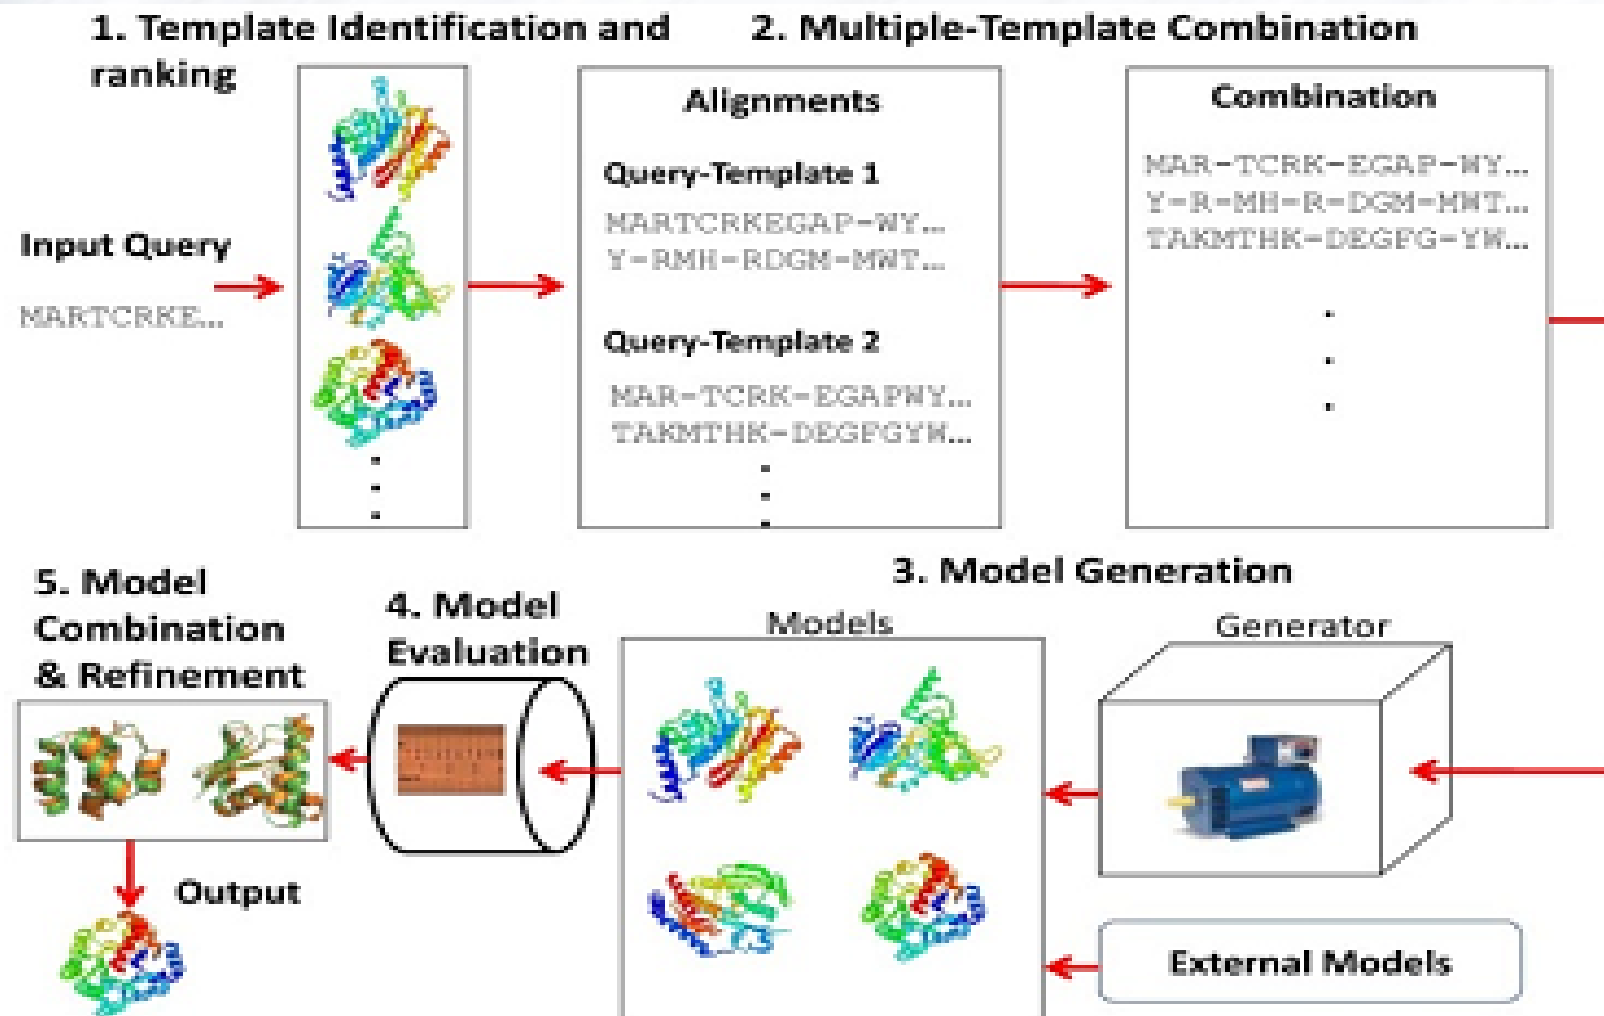 1. Template Identification and
ranking
2. Multiple-Template Combination
Input Query
MARTCRKE...
Alignments
Query-Template 1
MARTCRKEGAP-WY...
Y-RMH-RDGM-MWT...
Query-Template 2
MAR-TCRK-EGAPWY...
TAKMTHK-DEGFGYW...
Combination
MAR-TCRK-EGAP-WY...
Y-R-MH-R-DGM-MWT...
TAKMTHK-DEGFG-YW...
3. Model Generation
Generator
Models
External Models
4. Model
Evaluation
5. Model
Combination
& Refinement
Output